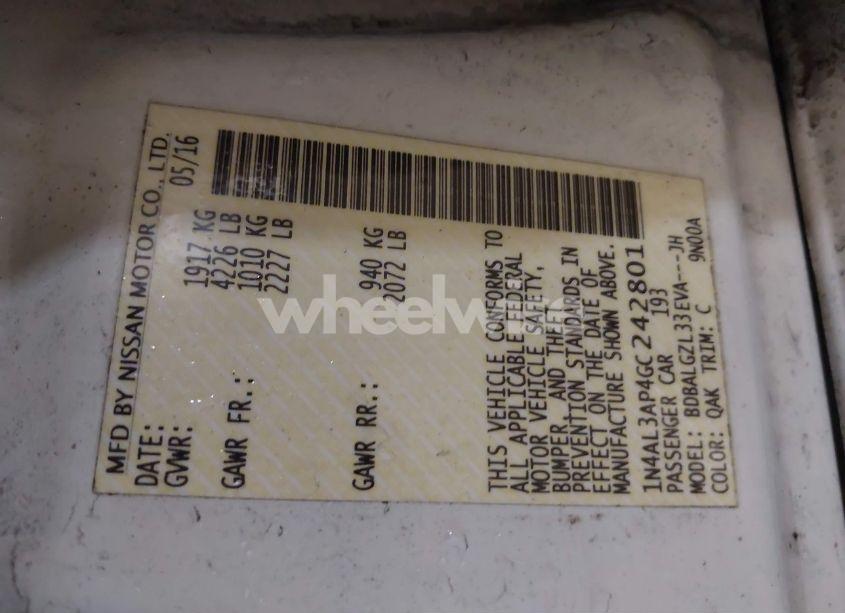 MFD BY NISSAN MOTOR CO., LTD.
DATE: 05/16
GVWR: 1917 KG
4226 LB
GAWR FR.: 1010 KG
2227 LB
GAWR RR.: 940 KG
2072 LB
THIS VEHICLE CONFORMS TO
ALL APPLICABLE FEDERAL
MOTOR VEHICLE SAFETY,
BUMPER AND THEFT
PREVENTION STANDARDS IN
EFFECT ON THE DATE OF
MANUFACTURE SHOWN ABOVE.
1N4AL3AP4GC242801
PASSENGER CAR 193
MODEL: BDBALGZL33EVA---JH
COLOR: QAK TRIM: C 9N00A
wheelwise